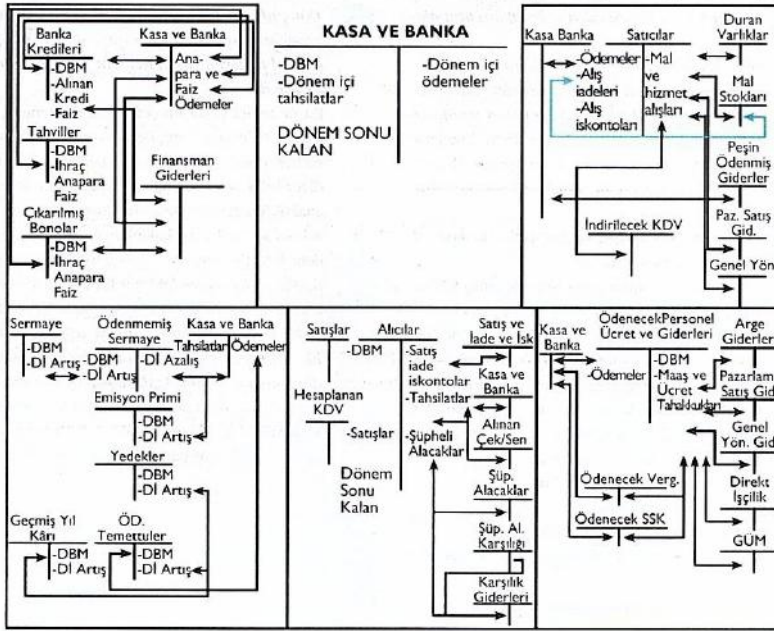 Banka
Kredileri
-DBM
-Alınan
Kredi
-Faiz
Tahviller
-DBM
-İhraç
Anapara
Faiz
Çıkarılmış
Bonolar
-DBM
-İhraç
Anapara
Faiz
Kasa ve Banka
Ana-
para ve
Faiz
Ödemeler
Finansman
Giderleri
KASA VE BANKA
-DBM
-Dönem içi
tahsilatlar
DÖNEM SONU
KALAN
-Dönem içi
ödemeler
Kasa Banka
Satıcılar
-Ödemeler
-Alış
iadeleri
-Alış
iskontoları
-Mal
ve
hizmet
alışları
İndirilecek KDV
Duran
Varlıklar
Mal
Stokları
Peşin
Ödenmiş
Giderler
Paz. Satış
Gid.
Genel Yön.
Sermaye
-DBM
-Dİ Artış
Ödenmemiş
Sermaye
-DBM
-Dİ Artış
-Dİ Azalış
Kasa ve Banka
Tahsilatlar
Ödemeler
Emisyon Primi
-DBM
-Dİ Artış
Yedekler
-DBM
-Dİ Artış
Geçmiş Yıl
Kârı
-DBM
-Dİ Artış
ÖD.
Temettuler
-DBM
-Dİ Artış
Satışlar
Hesaplanan
KDV
Alıcılar
-DBM
-Satışlar
Dönem
Sonu
Kalan
-Satış
iade
iskontolar
-Tahsilatlar
-Şüpheli
Alacaklar
Satış ve
İade ve İsk
Kasa ve
Banka
Alınan
Çek/Sen
Şüp.
Alacaklar
Şüp. Al.
Karşılığı
Karşılık
Giderleri
Kasa ve
Banka
ÖdenecekPersonel
Ücret ve Giderleri
-Ödemeler
-DBM
-Maaş ve
Ücret
Tahakkukları
Ödenecek Verg.
Ödenecek SSK
Arge
Giderler
Pazarlam
Satış Gid
Genel
Yön. Gid
Direkt
İşçilik
GÜM